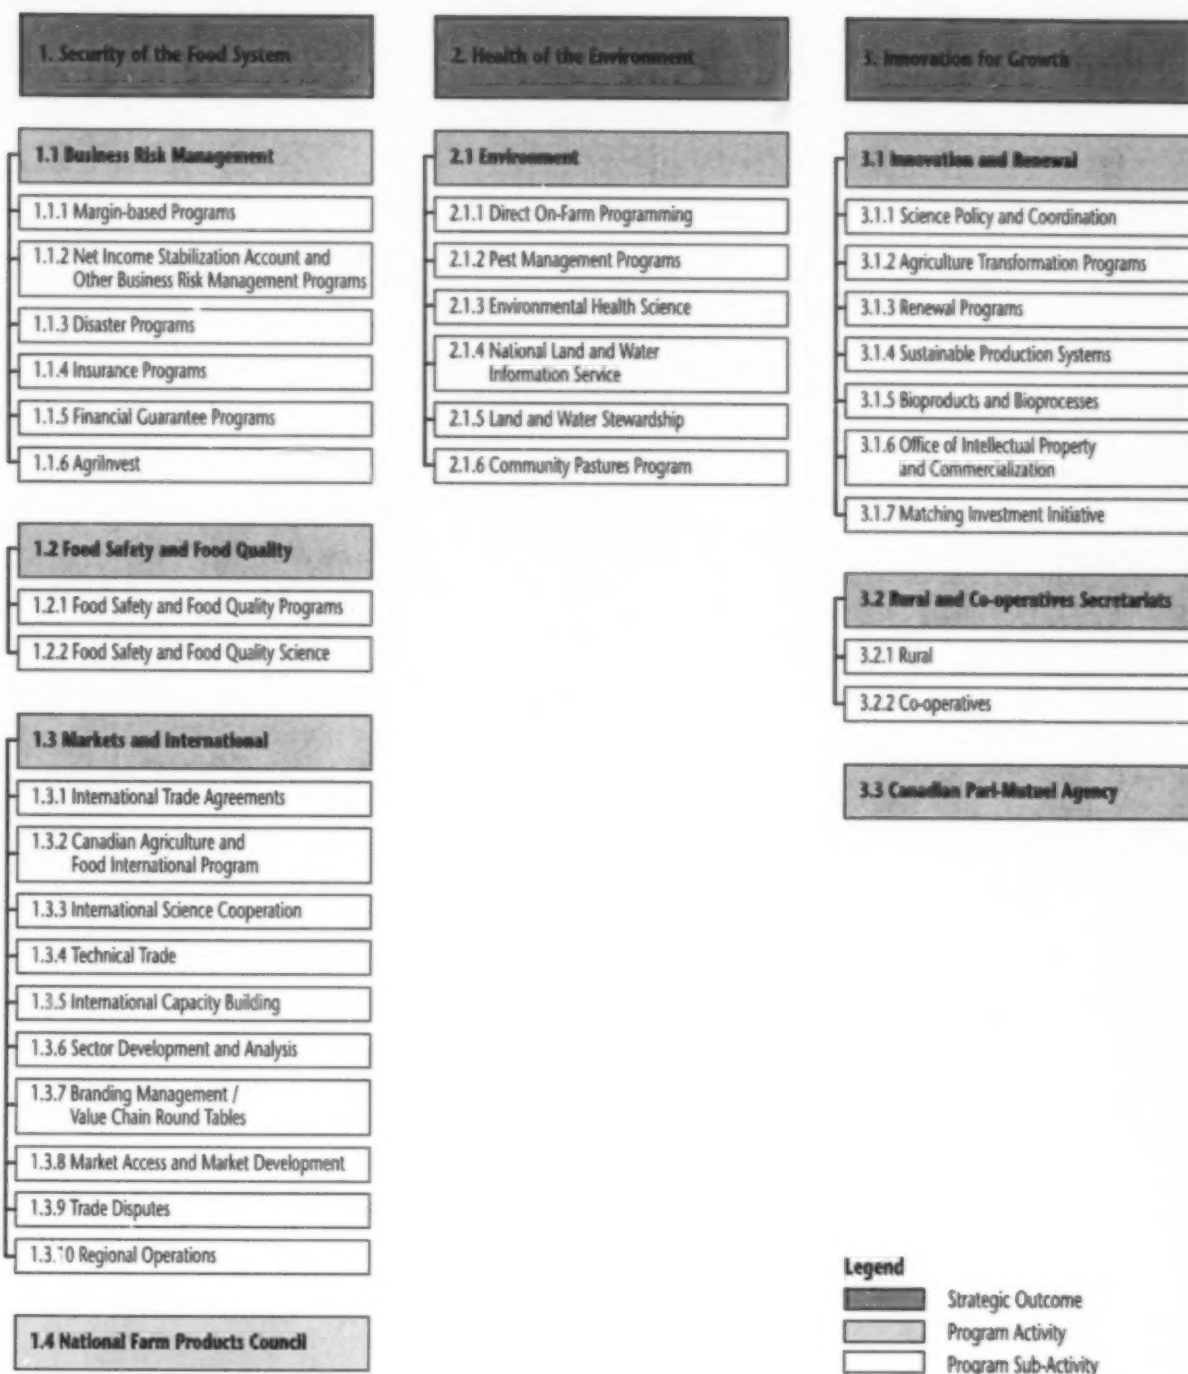 1. Security of the Food System
1.1 Business Risk Management
1.1.1 Margin-based Programs
1.1.2 Net Income Stabilization Account and
Other Business Risk Management Programs
1.1.3 Disaster Programs
1.1.4 Insurance Programs
1.1.5 Financial Guarantee Programs
1.1.6 AgriInvest
1.2 Food Safety and Food Quality
1.2.1 Food Safety and Food Quality Programs
1.2.2 Food Safety and Food Quality Science
1.3 Markets and International
1.3.1 International Trade Agreements
1.3.2 Canadian Agriculture and
Food International Program
1.3.3 International Science Cooperation
1.3.4 Technical Trade
1.3.5 International Capacity Building
1.3.6 Sector Development and Analysis
1.3.7 Branding Management /
Value Chain Round Tables
1.3.8 Market Access and Market Development
1.3.9 Trade Disputes
1.3.10 Regional Operations
1.4 National Farm Products Council
2. Health of the Environment
2.1 Environment
2.1.1 Direct On-Farm Programming
2.1.2 Pest Management Programs
2.1.3 Environmental Health Science
2.1.4 National Land and Water
Information Service
2.1.5 Land and Water Stewardship
2.1.6 Community Pastures Program
3. Innovation for Growth
3.1 Innovation and Renewal
3.1.1 Science Policy and Coordination
3.1.2 Agriculture Transformation Programs
3.1.3 Renewal Programs
3.1.4 Sustainable Production Systems
3.1.5 Bioproducts and Bioprocesses
3.1.6 Office of Intellectual Property
and Commercialization
3.1.7 Matching Investment Initiative
3.2 Rural and Co-operatives Secretariats
3.2.1 Rural
3.2.2 Co-operatives
3.3 Canadian Pari-Mutuel Agency
Legend
Strategic Outcome
Program Activity
Program Sub-Activity